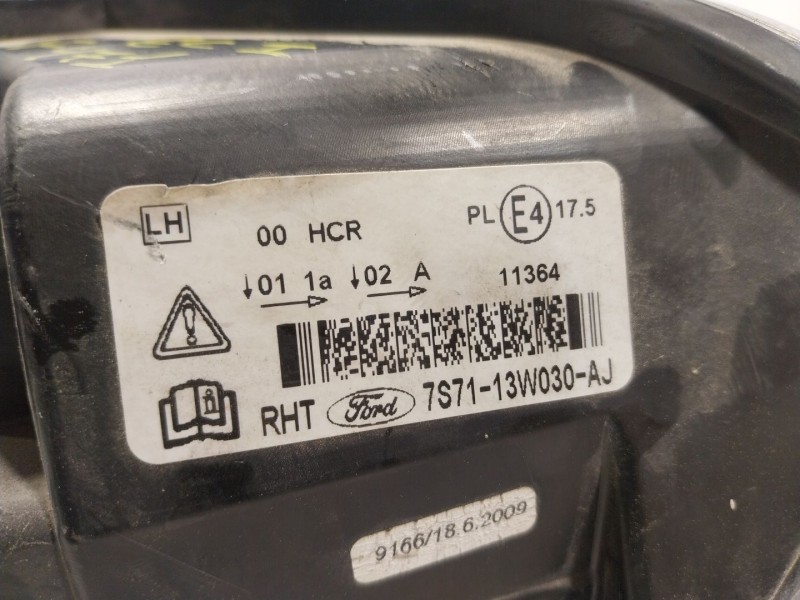 LH
00 HCR
PL E4 17.5
↓01 1a ↓02 A
11364
RHT Ford 7S71-13W030-AJ
9166/18.6.2009